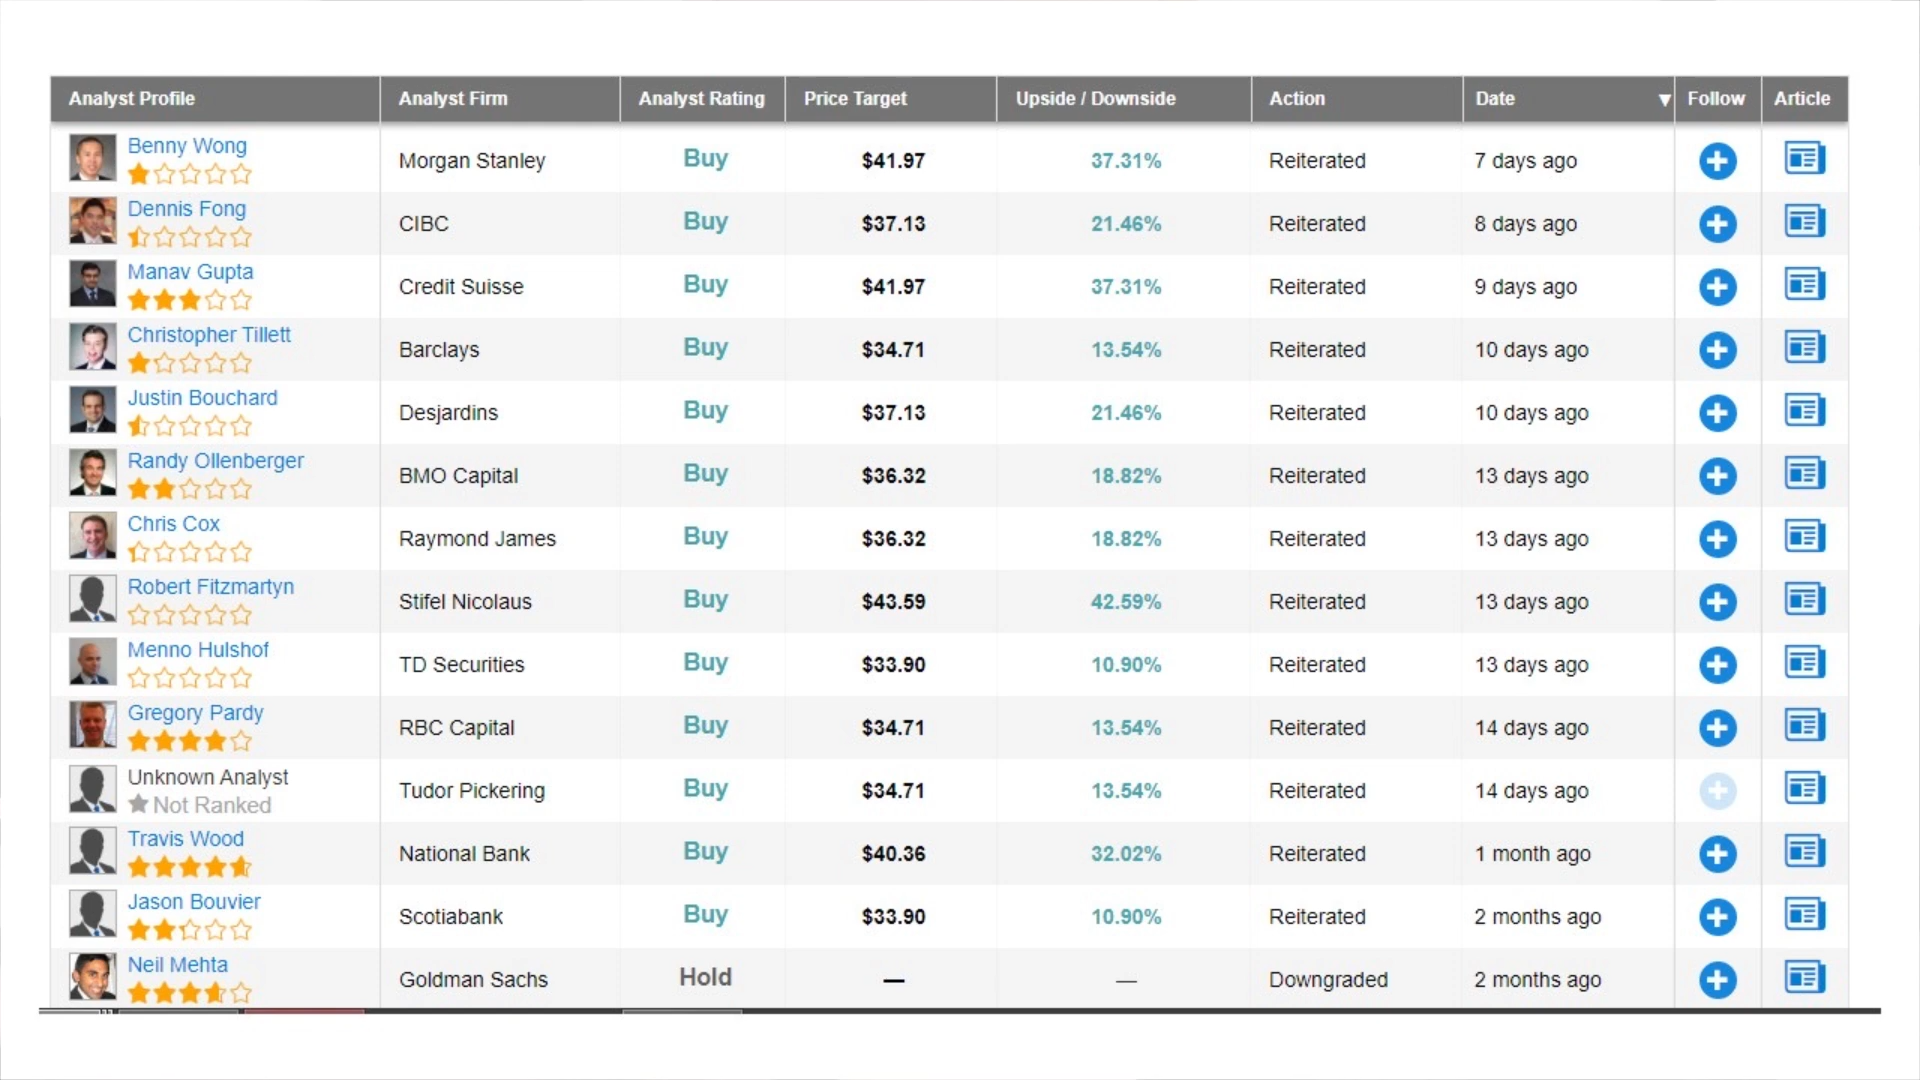 Analyst Profile Analyst Firm Analyst Rating Price Target Upside / Downside Action Date ▼ Follow Article
Benny Wong
Morgan Stanley Buy $41.97 37.31% Reiterated 7 days ago
Dennis Fong
CIBC Buy $37.13 21.46% Reiterated 8 days ago
Manav Gupta
Credit Suisse Buy $41.97 37.31% Reiterated 9 days ago
Christopher Tillett
Barclays Buy $34.71 13.54% Reiterated 10 days ago
Justin Bouchard
Desjardins Buy $37.13 21.46% Reiterated 10 days ago
Randy Ollenberger
BMO Capital Buy $36.32 18.82% Reiterated 13 days ago
Chris Cox
Raymond James Buy $36.32 18.82% Reiterated 13 days ago
Robert Fitzmartyn
Stifel Nicolaus Buy $43.59 42.59% Reiterated 13 days ago
Menno Hulshof
TD Securities Buy $33.90 10.90% Reiterated 13 days ago
Gregory Pardy
RBC Capital Buy $34.71 13.54% Reiterated 14 days ago
Unknown Analyst
Not Ranked
Tudor Pickering Buy $34.71 13.54% Reiterated 14 days ago
Travis Wood
National Bank Buy $40.36 32.02% Reiterated 1 month ago
Jason Bouvier
Scotiabank Buy $33.90 10.90% Reiterated 2 months ago
Neil Mehta
Goldman Sachs Hold — — Downgraded 2 months ago